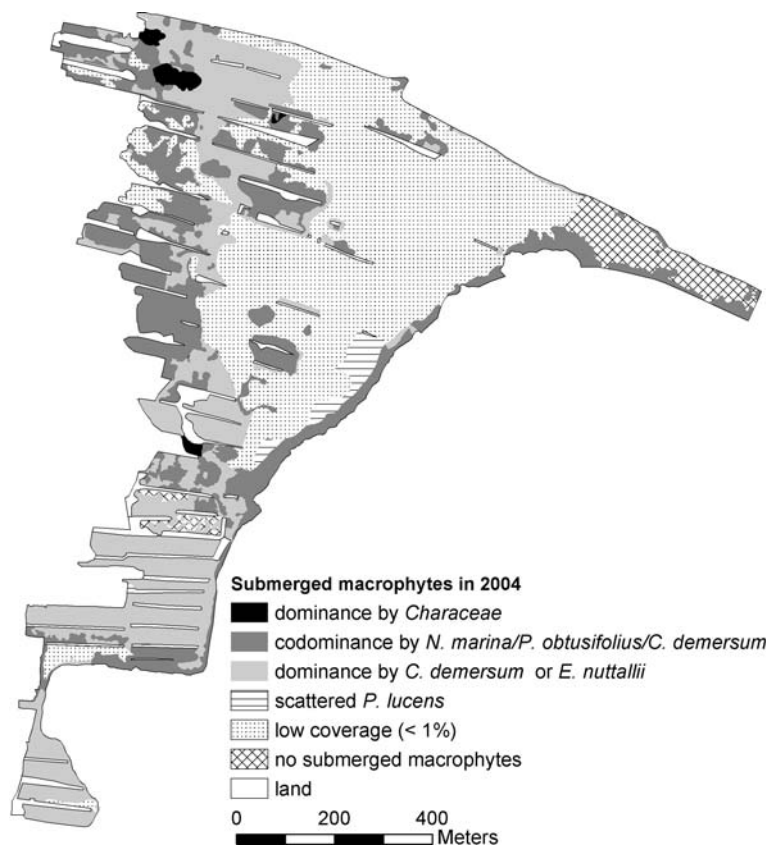 Submerged macrophytes in 2004
dominance by Characeae
codominance by N. marina/P. obtusifolius/C. demersum
dominance by C. demersum or E. nuttallii
scattered P. lucens
low coverage (< 1%)
no submerged macrophytes
land
0 200 400
Meters